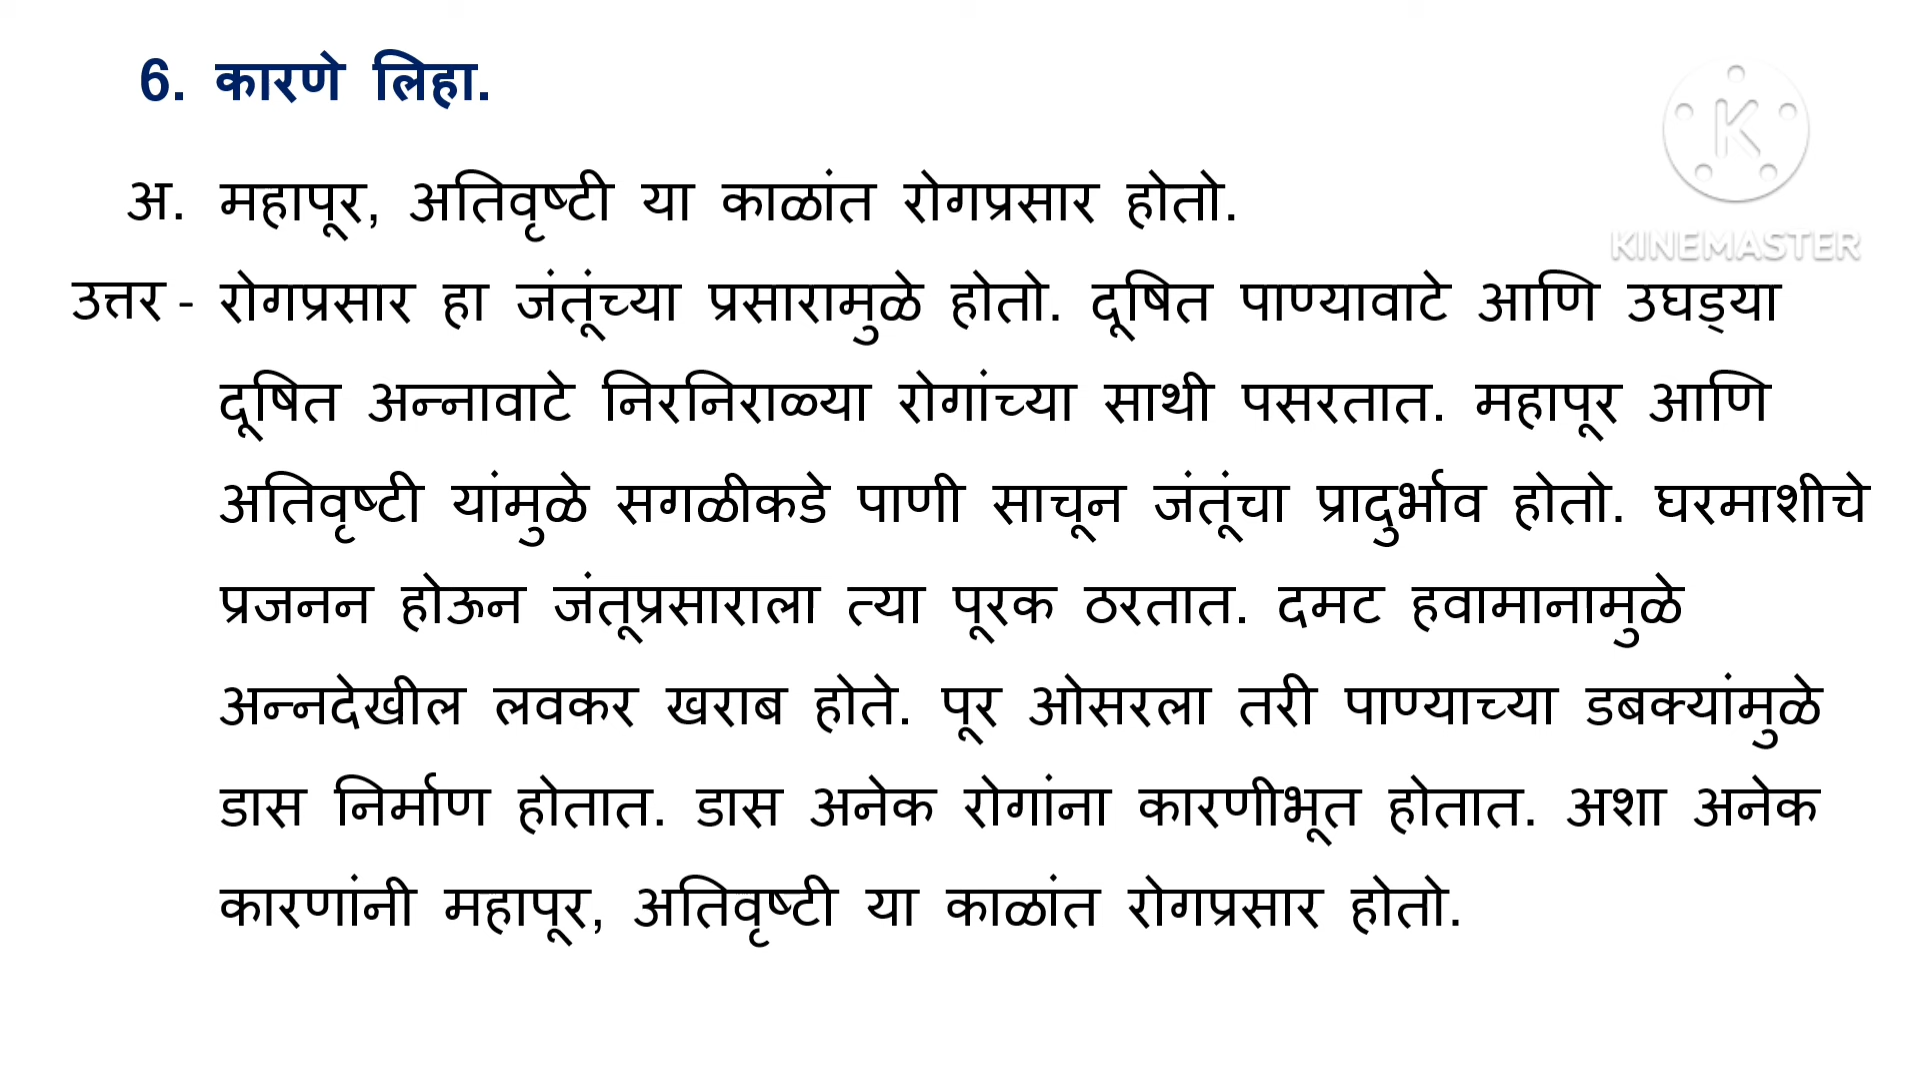 6. कारणे लिहा.
अ. महापूर, अतिवृष्टी या काळांत रोगप्रसार होतो.
उत्तर - रोगप्रसार हा जंतूंच्या प्रसारामुळे होतो. दूषित पाण्यावाटे आणि उघड्या
दूषित अन्नावाटे निरनिराळ्या रोगांच्या साथी पसरतात. महापूर आणि
अतिवृष्टी यांमुळे सगळीकडे पाणी साचून जंतूंचा प्रादुर्भाव होतो. घरमाशीचे
प्रजनन होऊन जंतूप्रसाराला त्या पूरक ठरतात. दमट हवामानामुळे
अन्नदेखील लवकर खराब होते. पूर ओसरला तरी पाण्याच्या डबक्यांमुळे
डास निर्माण होतात. डास अनेक रोगांना कारणीभूत होतात. अशा अनेक
कारणांनी महापूर, अतिवृष्टी या काळांत रोगप्रसार होतो.
K
KINEMASTER